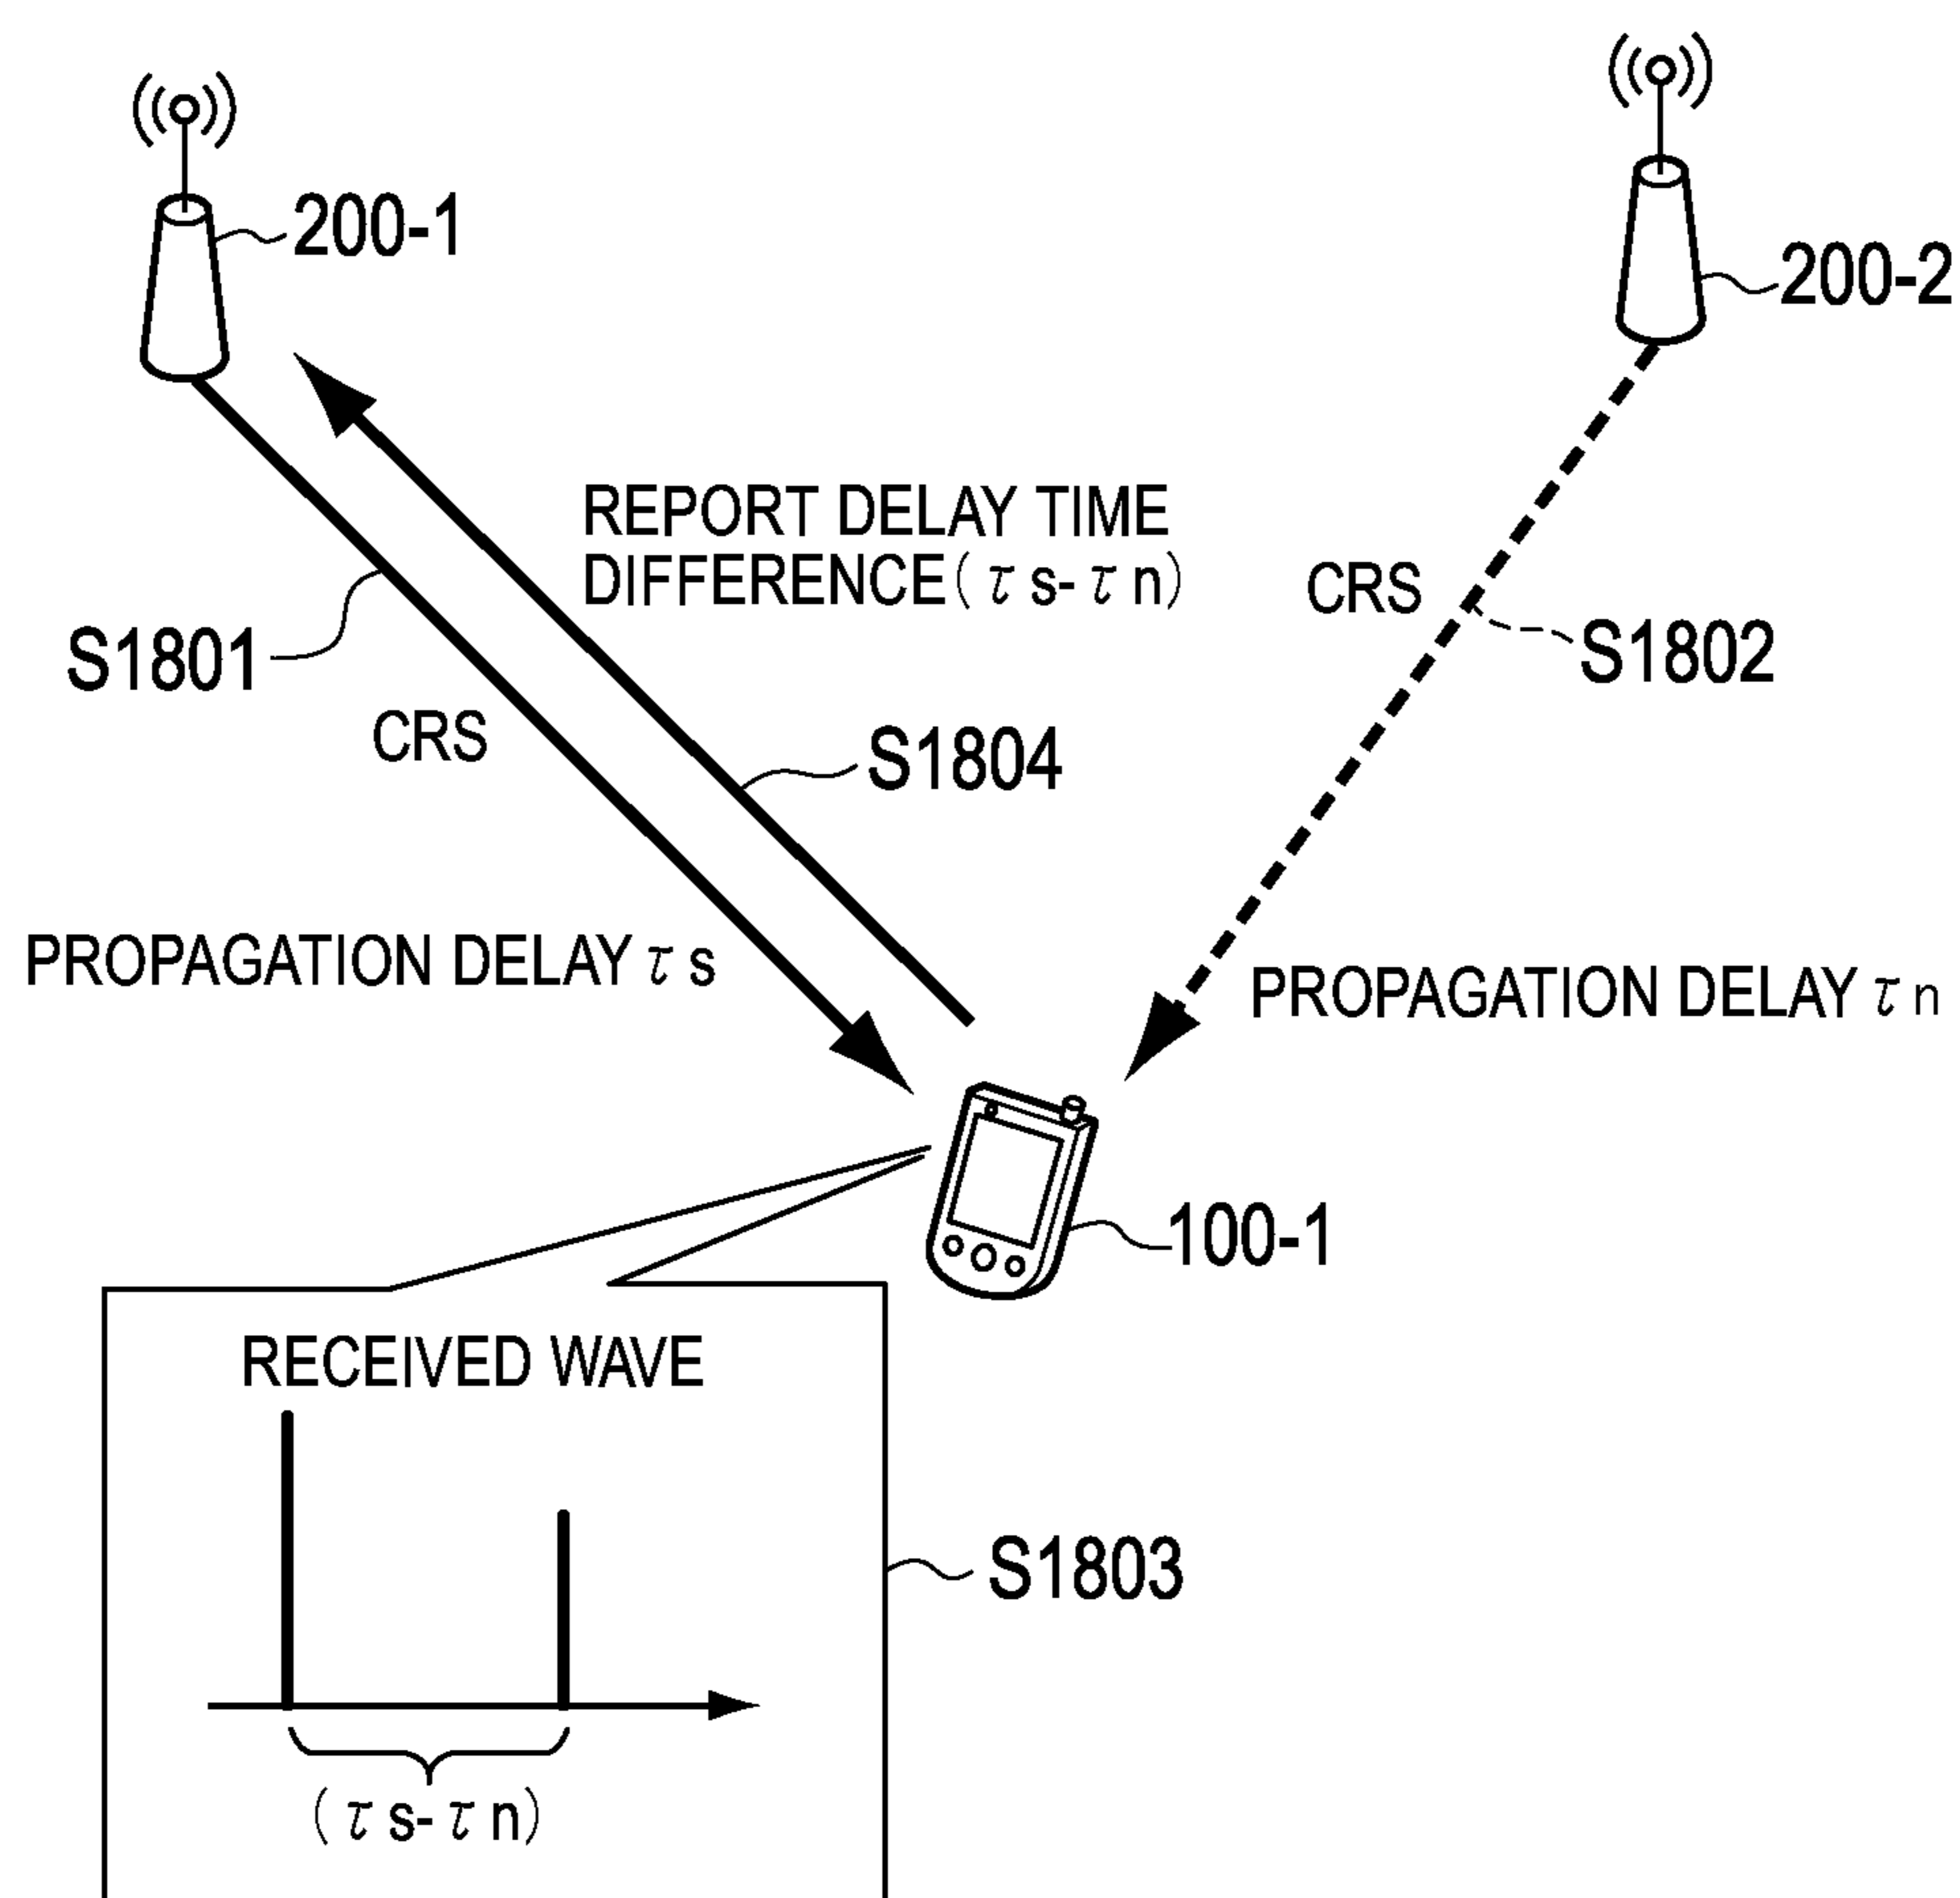 200-1
200-2
REPORT DELAY TIME
DIFFERENCE(τs-τn)
CRS
S1801
S1802
CRS
S1804
PROPAGATION DELAY τs
PROPAGATION DELAY τn
100-1
RECEIVED WAVE
S1803
(τs-τn)